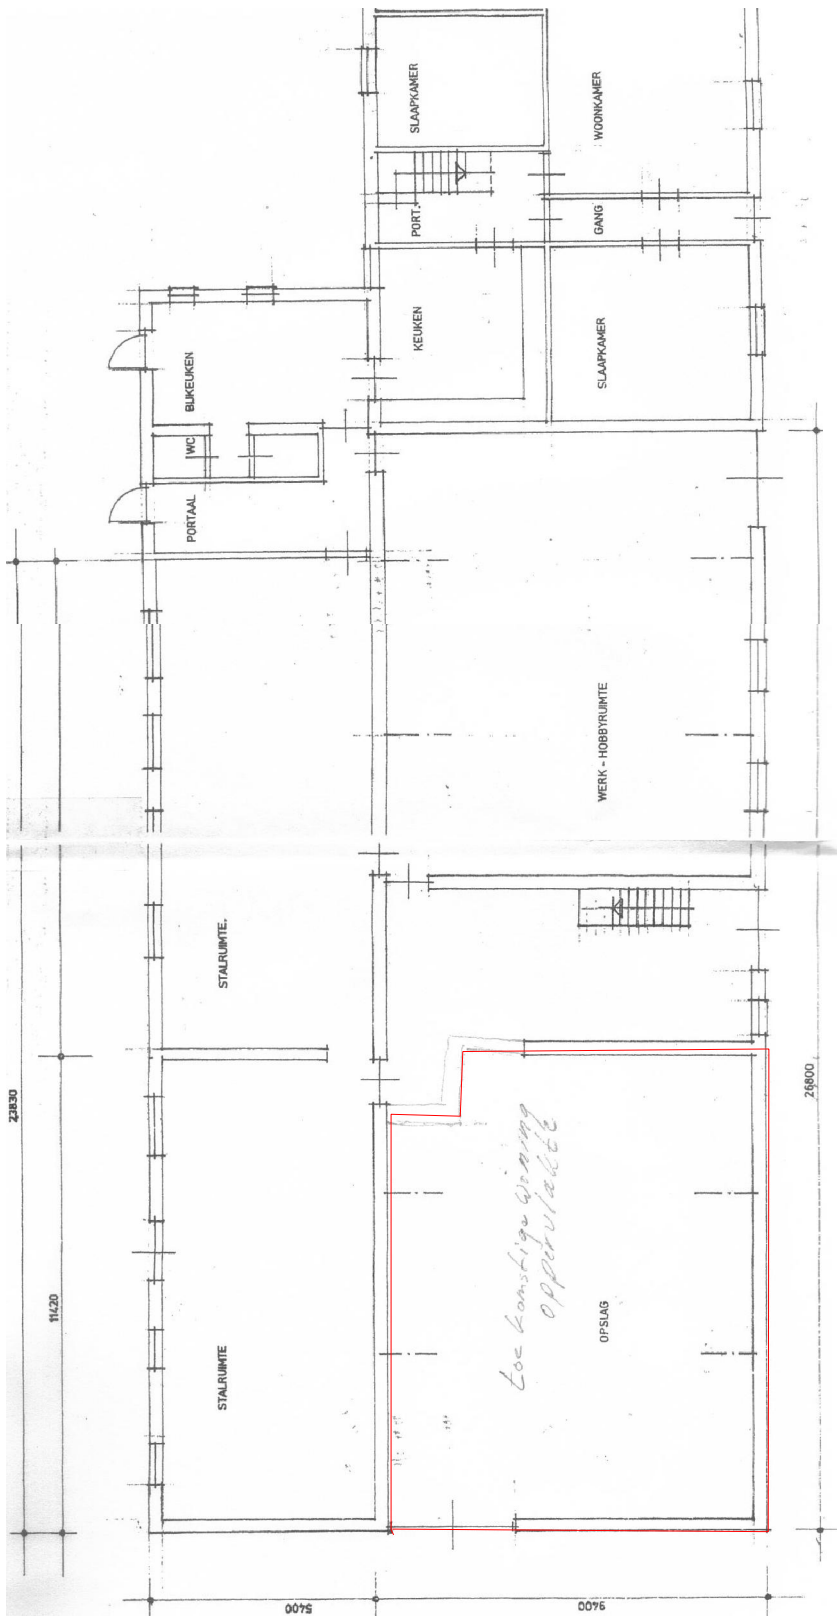 SLAAPKAMER
WOONKAMER
PORT.
GANG
KEUKEN
SLAAPKAMER
BIJKEUKEN
WC
PORTAAL
WERK - HOBBYRUIMTE
STALRUIMTE.
23830
26800
toekomstige woning
oppervlakte
11420
OPSLAG
STALRUIMTE
5400
9400